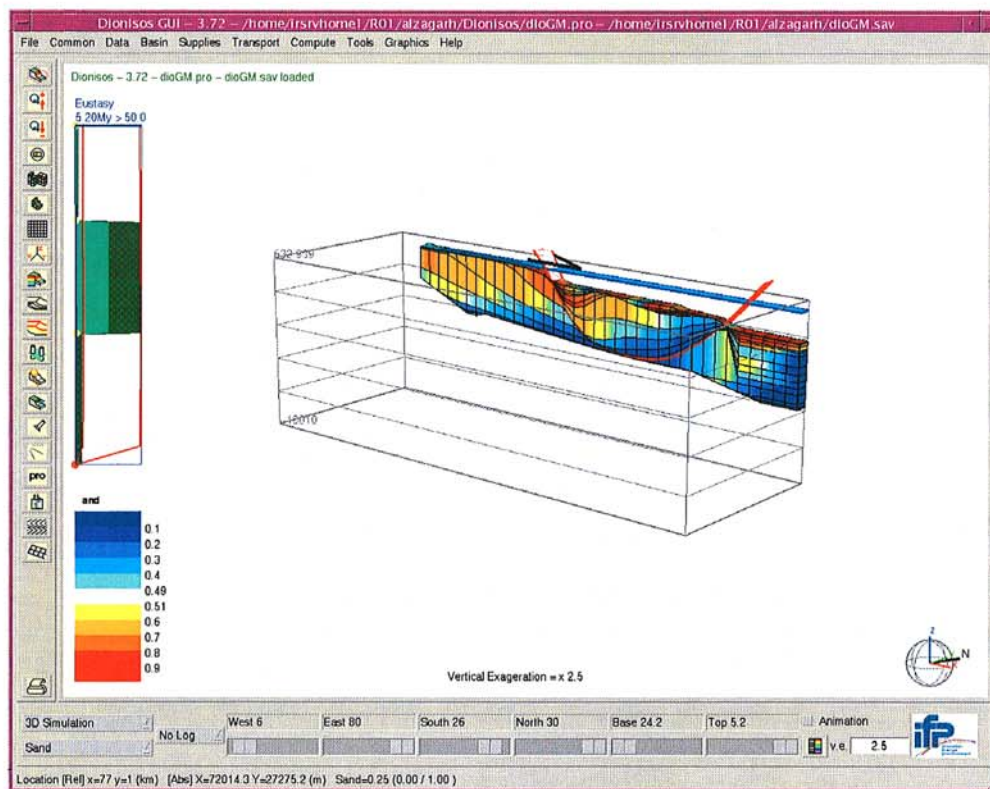 Dionisos GUI – 3.72 – /home/irsrvhome1/R01/alzagarh/Dionisos/dioGM.pro – /home/irsrvhome1/R01/alzagarh/dioGM.sav
File Common Data Basin Supplies Transport Compute Tools Graphics Help
Dionisos – 3.72 – dioGM.pro – dioGM.sav loaded
Eustasy
5.20My > 50.0
pro
and
0.1
0.2
0.3
0.4
0.49
0.51
0.6
0.7
0.8
0.9
Vertical Exageration = x 2.5
Z
N
3D Simulation
Sand
No Log
West 6
East 80
South 26
North 30
Base 24.2
Top 5.2
Animation
v.e. 2.5
ifp
Location [Rel] x=77 y=1 (km) [Abs] X=72014.3 Y=27275.2 (m) Sand=0.25 (0.00 / 1.00 )